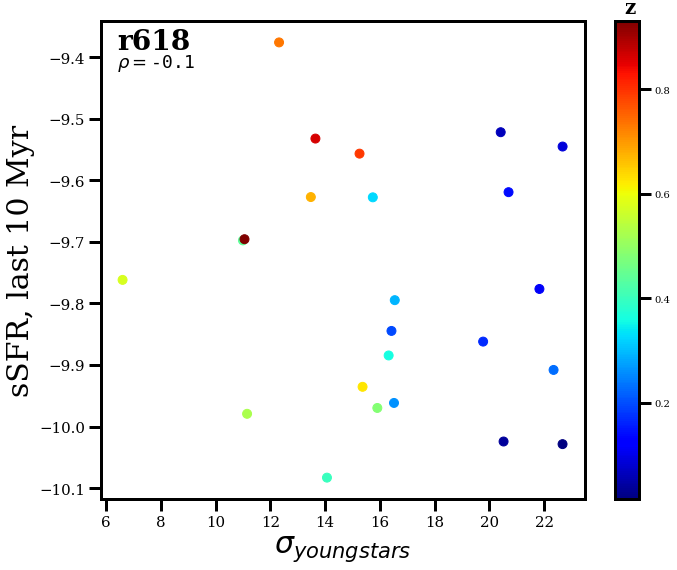 z
r618
ρ = -0.1
sSFR, last 10 Myr
−9.4
−9.5
−9.6
−9.7
−9.8
−9.9
−10.0
−10.1
6 8 10 12 14 16 18 20 22
σyoungstars
0.8
0.6
0.4
0.2